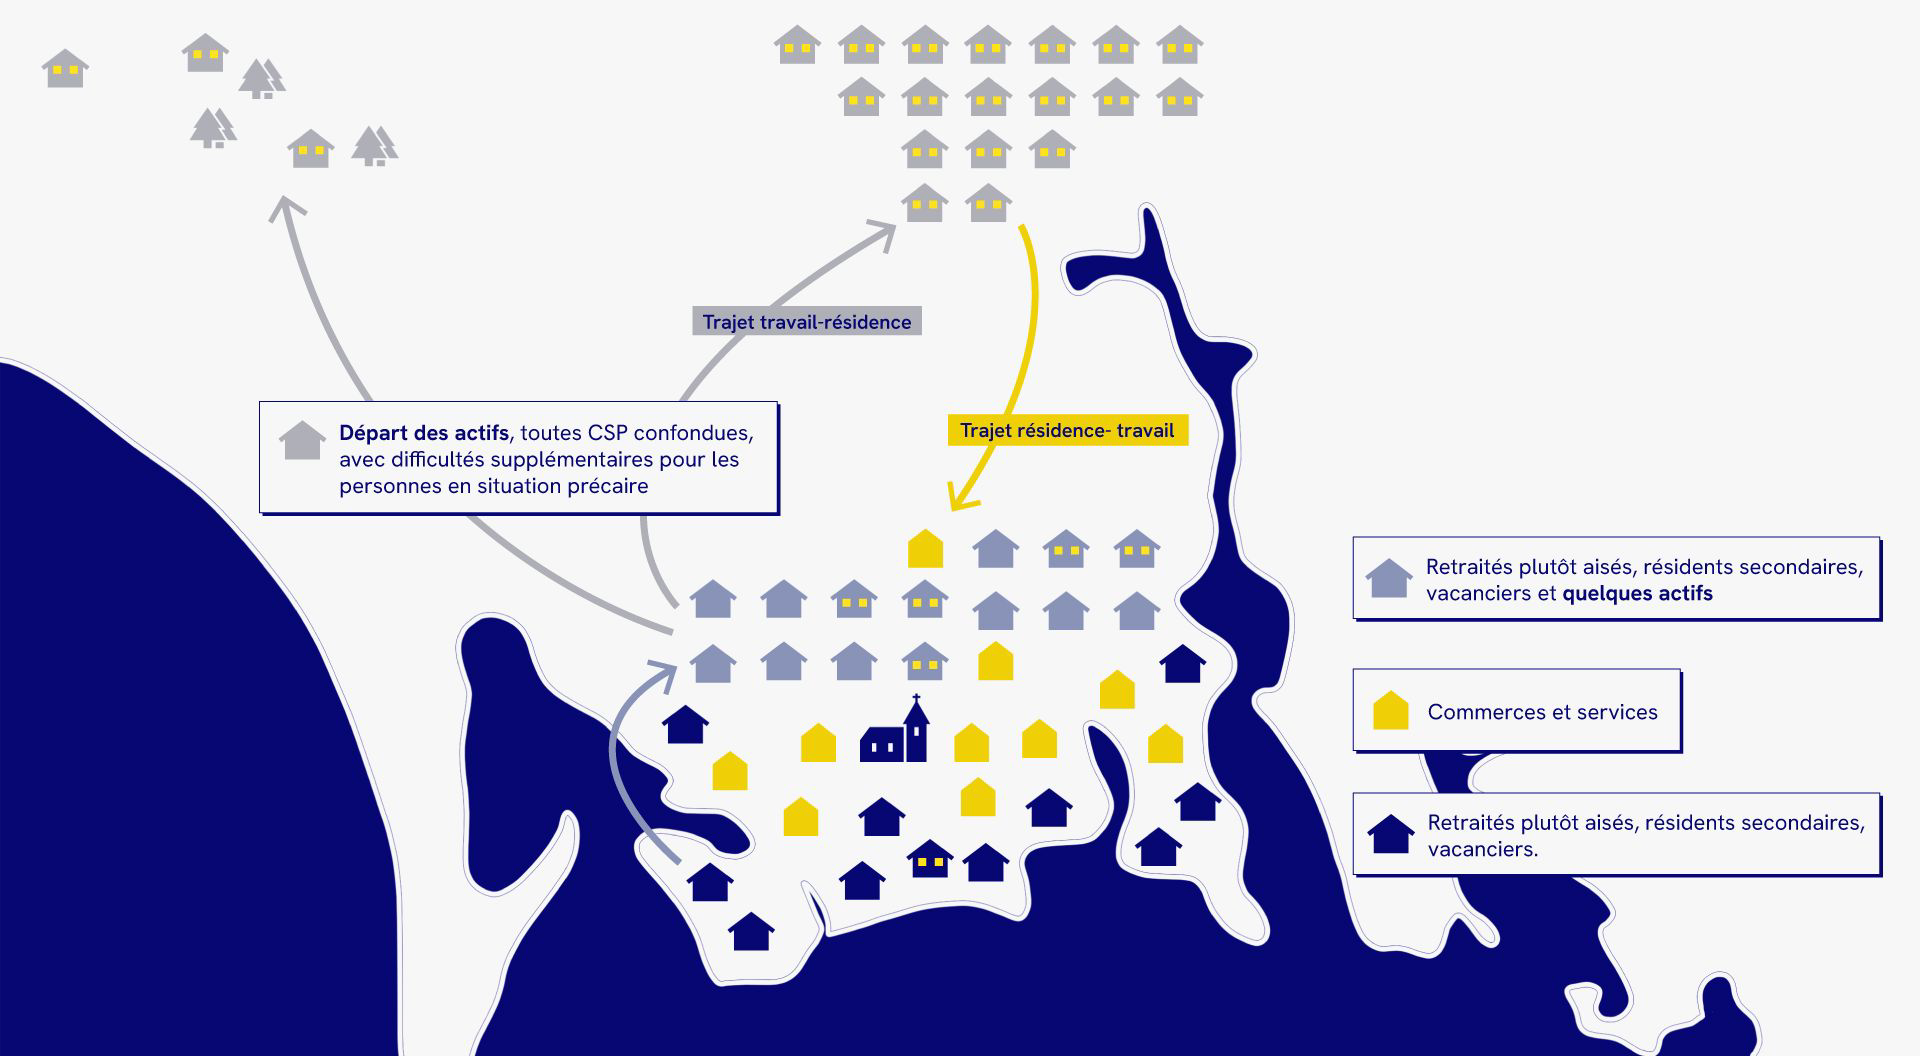 Trajet travail-résidence
Départ des actifs, toutes CSP confondues,
avec difficultés supplémentaires pour les
personnes en situation précaire
Trajet résidence- travail
Retraités plutôt aisés, résidents secondaires,
vacanciers et quelques actifs
Commerces et services
Retraités plutôt aisés, résidents secondaires,
vacanciers.